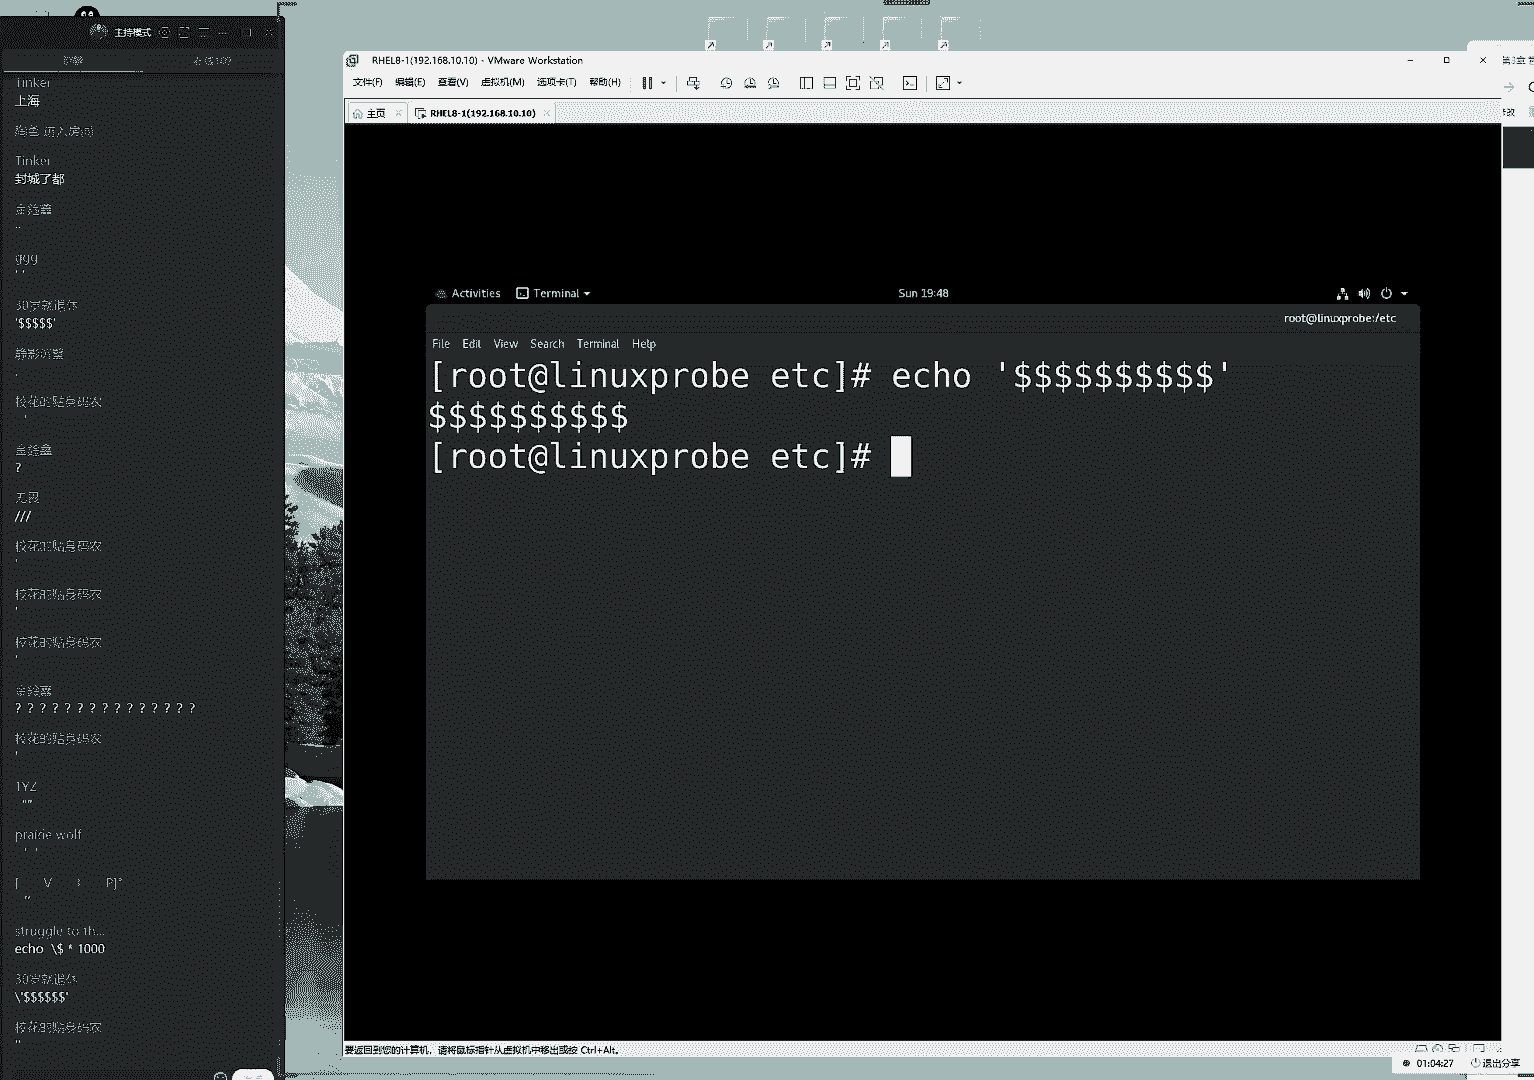 主持模式
Tinker
上海
Tinker
封城了都
金鑫鑫
..
ggg
' '
30岁就退休
'$$$$$'
校花的贴身码农
'
金鑫鑫
?
无畏
///
校花的贴身码农
'
校花的贴身码农
'
校花的贴身码农
'
金鑫鑫
? ? ? ? ? ? ? ? ? ? ? ? ? ? ?
校花的贴身码农
'
1YZ
“”
prairie wolf
' '
struggle to th...
echo \$ * 1000
30岁就退休
\'$$$$$$'
校花的贴身码农
"
RHEL8-1(192.168.10.10) - VMware Workstation
文件(F) 编辑(E) 查看(V) 虚拟机(M) 选项卡(T) 帮助(H)
主页 RHEL8-1(192.168.10.10)
第3章
Activities Terminal Sun 19:48
root@linuxprobe:/etc
File Edit View Search Terminal Help
[root@linuxprobe etc]# echo '$$$$$$$$$$'
$$$$$$$$$$
[root@linuxprobe etc]#
要返回到您的计算机，请将鼠标指针从虚拟机中移出或按 Ctrl+Alt。
01:04:27 退出分享